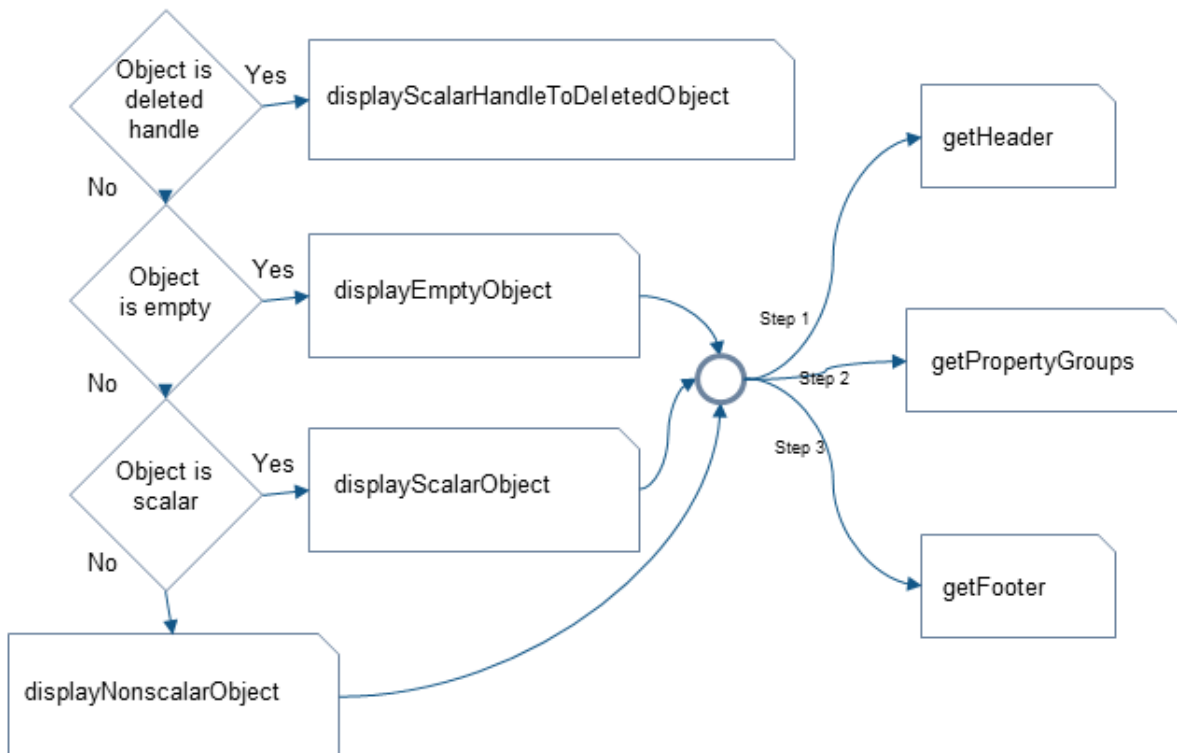 Object is
deleted
handle
Yes
displayScalarHandleToDeletedObject
getHeader
No
Object
is empty
Yes
displayEmptyObject
Step 1
getPropertyGroups
Step 2
No
Object is
scalar
Yes
displayScalarObject
Step 3
No
getFooter
displayNonscalarObject